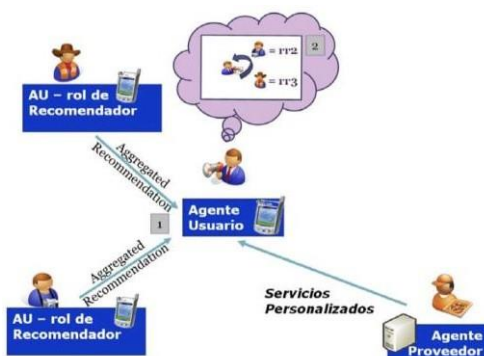 = rr2
2
= rr3
AU – rol de
Recomendador
Aggregated
Recommendation
1
Agente
Usuario
Aggregated
Recommendation
AU – rol de
Recomendador
Servicios
Personalizados
Agente
Proveedor